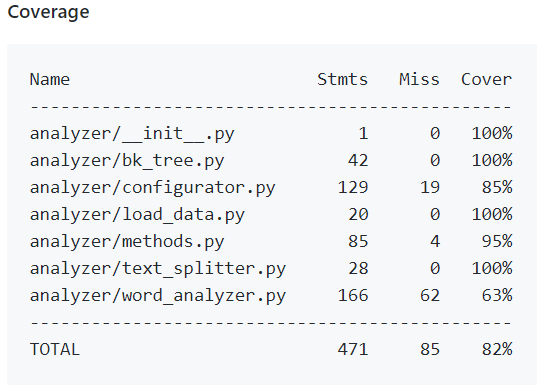 Coverage
Name Stmts Miss Cover
-----------------------------------------------
analyzer/__init__.py 1 0 100%
analyzer/bk_tree.py 42 0 100%
analyzer/configurator.py 129 19 85%
analyzer/load_data.py 20 0 100%
analyzer/methods.py 85 4 95%
analyzer/text_splitter.py 28 0 100%
analyzer/word_analyzer.py 166 62 63%
-----------------------------------------------
TOTAL 471 85 82%